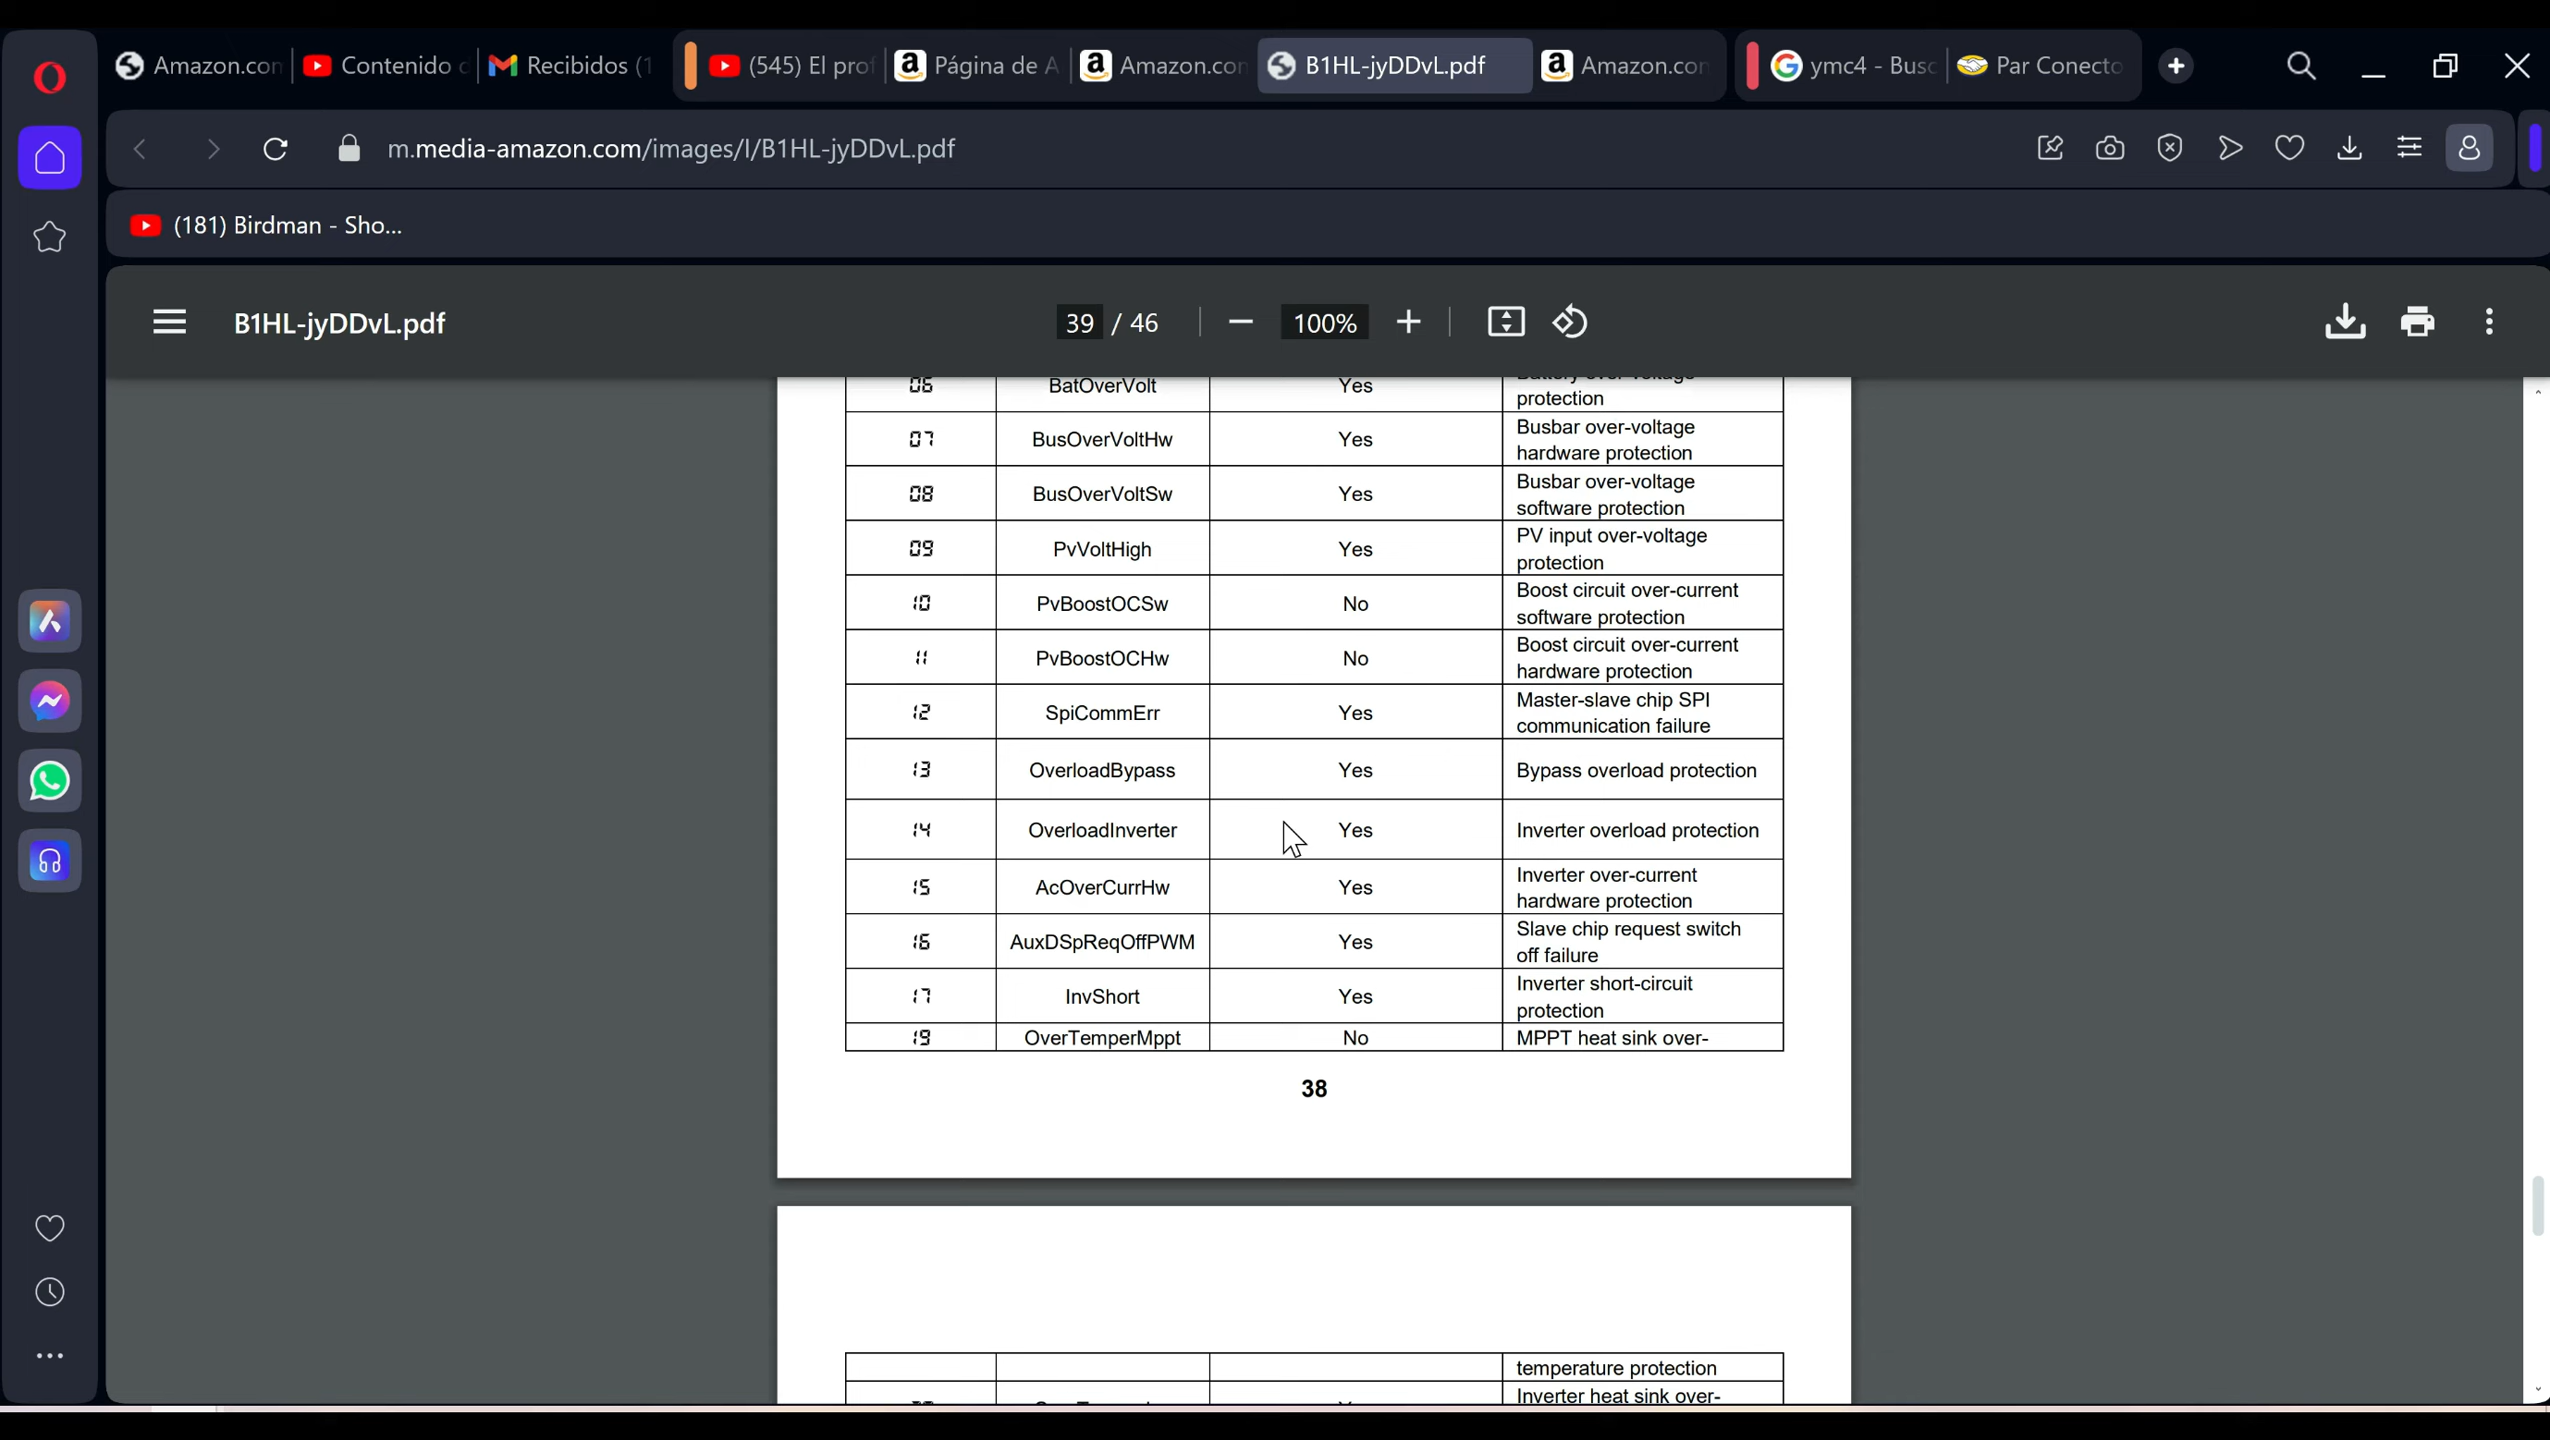 Amazon.con
Contenido
Recibidos (1
(545) El prof
Página de A
Amazon.con
B1HL-jyDDvL.pdf
Amazon.con
ymc4 - Busc
Par Conecto
m.media-amazon.com/images/I/B1HL-jyDDvL.pdf
(181) Birdman - Sho...
B1HL-jyDDvL.pdf
39 / 46
100%
06 BatOverVolt Yes Battery over-voltage
protection
07 BusOverVoltHw Yes Busbar over-voltage
hardware protection
08 BusOverVoltSw Yes Busbar over-voltage
software protection
09 PvVoltHigh Yes PV input over-voltage
protection
10 PvBoostOCSw No Boost circuit over-current
software protection
11 PvBoostOCHw No Boost circuit over-current
hardware protection
12 SpiCommErr Yes Master-slave chip SPI
communication failure
13 OverloadBypass Yes Bypass overload protection
14 OverloadInverter Yes Inverter overload protection
15 AcOverCurrHw Yes Inverter over-current
hardware protection
16 AuxDSpReqOffPWM Yes Slave chip request switch
off failure
17 InvShort Yes Inverter short-circuit
protection
19 OverTemperMppt No MPPT heat sink over-
38
temperature protection
Inverter heat sink over-